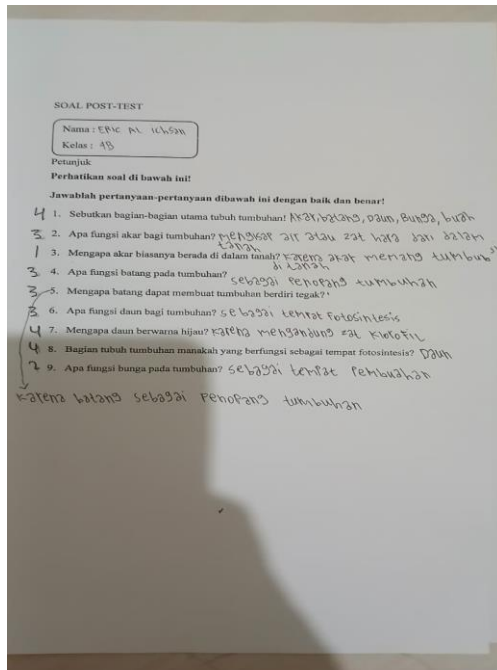 SOAL POST-TEST
Nama : EPIC AL ICHSAN
Kelas : 4B
Petunjuk
Perhatikan soal di bawah ini!
Jawablah pertanyaan-pertanyaan dibawah ini dengan baik dan benar!
4 1. Sebutkan bagian-bagian utama tubuh tumbuhan! Akar, batang, Daun, Bunga, buah
3 2. Apa fungsi akar bagi tumbuhan? menghisap air atau zat hara dari dalam
tanah
1 3. Mengapa akar biasanya berada di dalam tanah? Karena akar memang tumbuh
di tanah
3 4. Apa fungsi batang pada tumbuhan? sebagai Penopang tumbuhan
3 5. Mengapa batang dapat membuat tumbuhan berdiri tegak?
3 6. Apa fungsi daun bagi tumbuhan? sebagai tempat Fotosintesis
4 7. Mengapa daun berwarna hijau? Karena mengandung zat Klorofil
4 8. Bagian tubuh tumbuhan manakah yang berfungsi sebagai tempat fotosintesis? Daun
2 9. Apa fungsi bunga pada tumbuhan? sebagai tempat Pembuahan
Karena batang sebagai Penopang tumbuhan